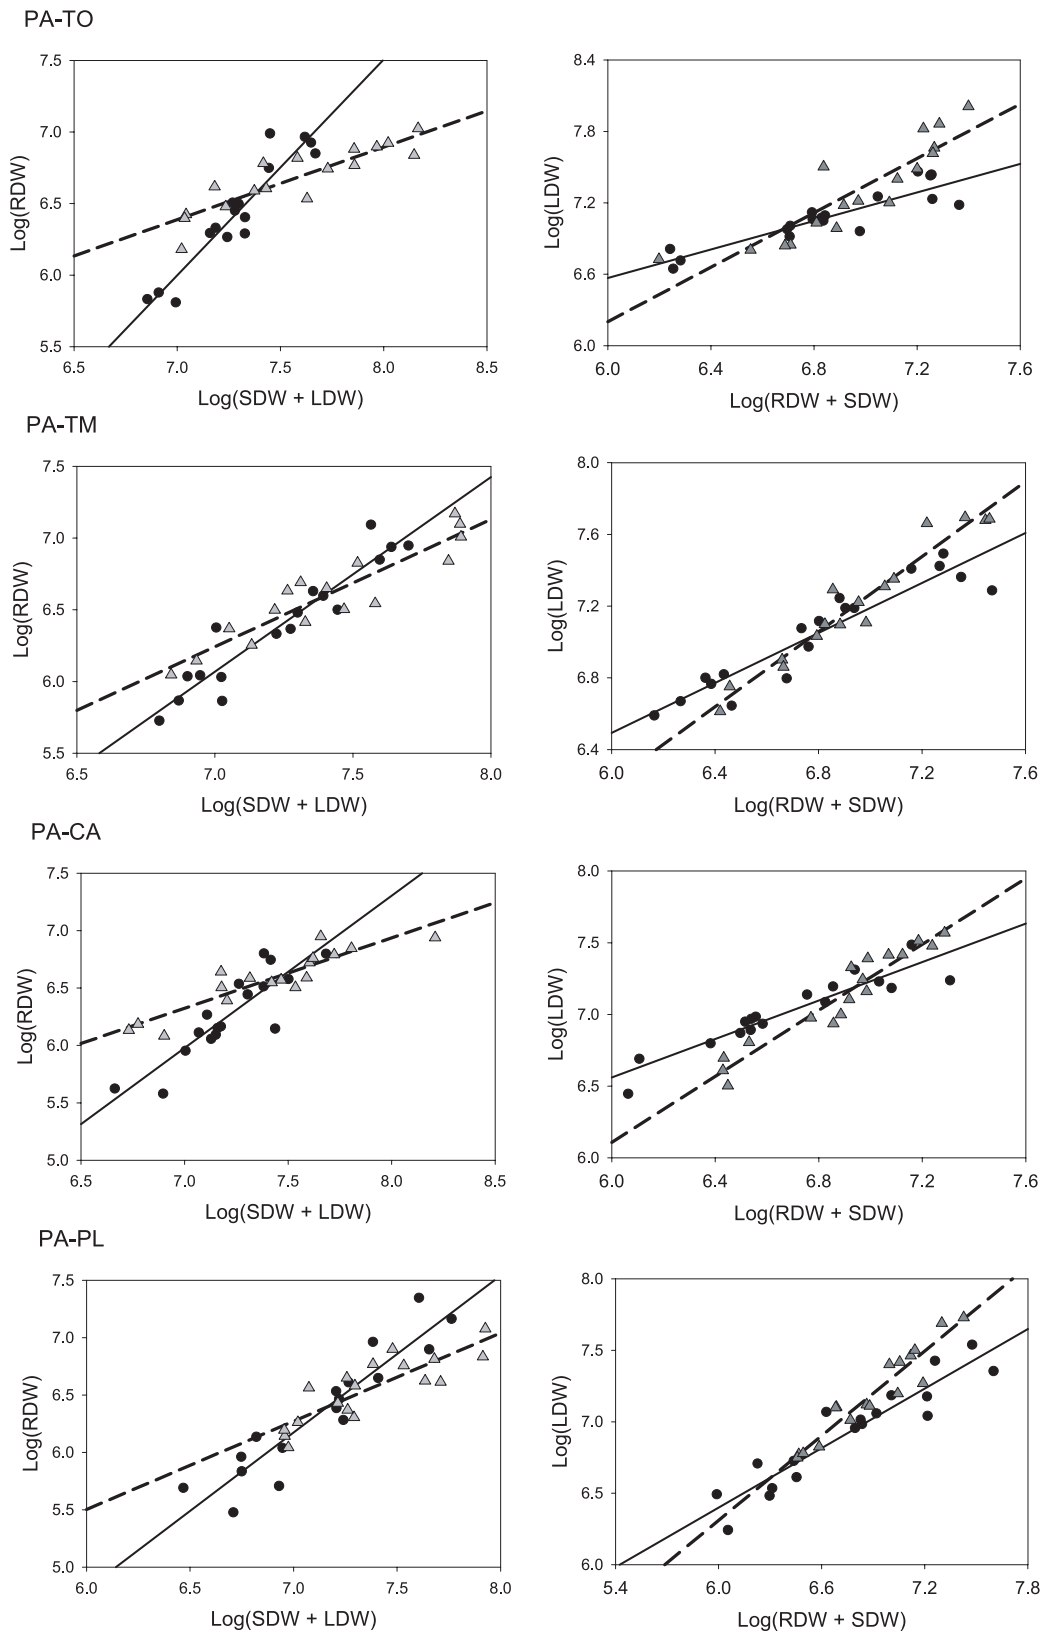 PA-TO
7.5
7.0
6.5
6.0
5.5
Log(RDW)
6.5 7.0 7.5 8.0 8.5
Log(SDW + LDW)
8.4
7.8
7.2
6.6
6.0
Log(LDW)
6.0 6.4 6.8 7.2 7.6
Log(RDW + SDW)
PA-TM
7.5
7.0
6.5
6.0
5.5
Log(RDW)
6.5 7.0 7.5 8.0
Log(SDW + LDW)
8.0
7.6
7.2
6.8
6.4
Log(LDW)
6.0 6.4 6.8 7.2 7.6
Log(RDW + SDW)
PA-CA
7.5
7.0
6.5
6.0
5.5
5.0
Log(RDW)
6.5 7.0 7.5 8.0 8.5
Log(SDW + LDW)
8.0
7.5
7.0
6.5
6.0
Log(LDW)
6.0 6.4 6.8 7.2 7.6
Log(RDW + SDW)
PA-PL
7.5
7.0
6.5
6.0
5.5
5.0
Log(RDW)
6.0 6.5 7.0 7.5 8.0
Log(SDW + LDW)
8.0
7.5
7.0
6.5
6.0
Log(LDW)
5.4 6.0 6.6 7.2 7.8
Log(RDW + SDW)